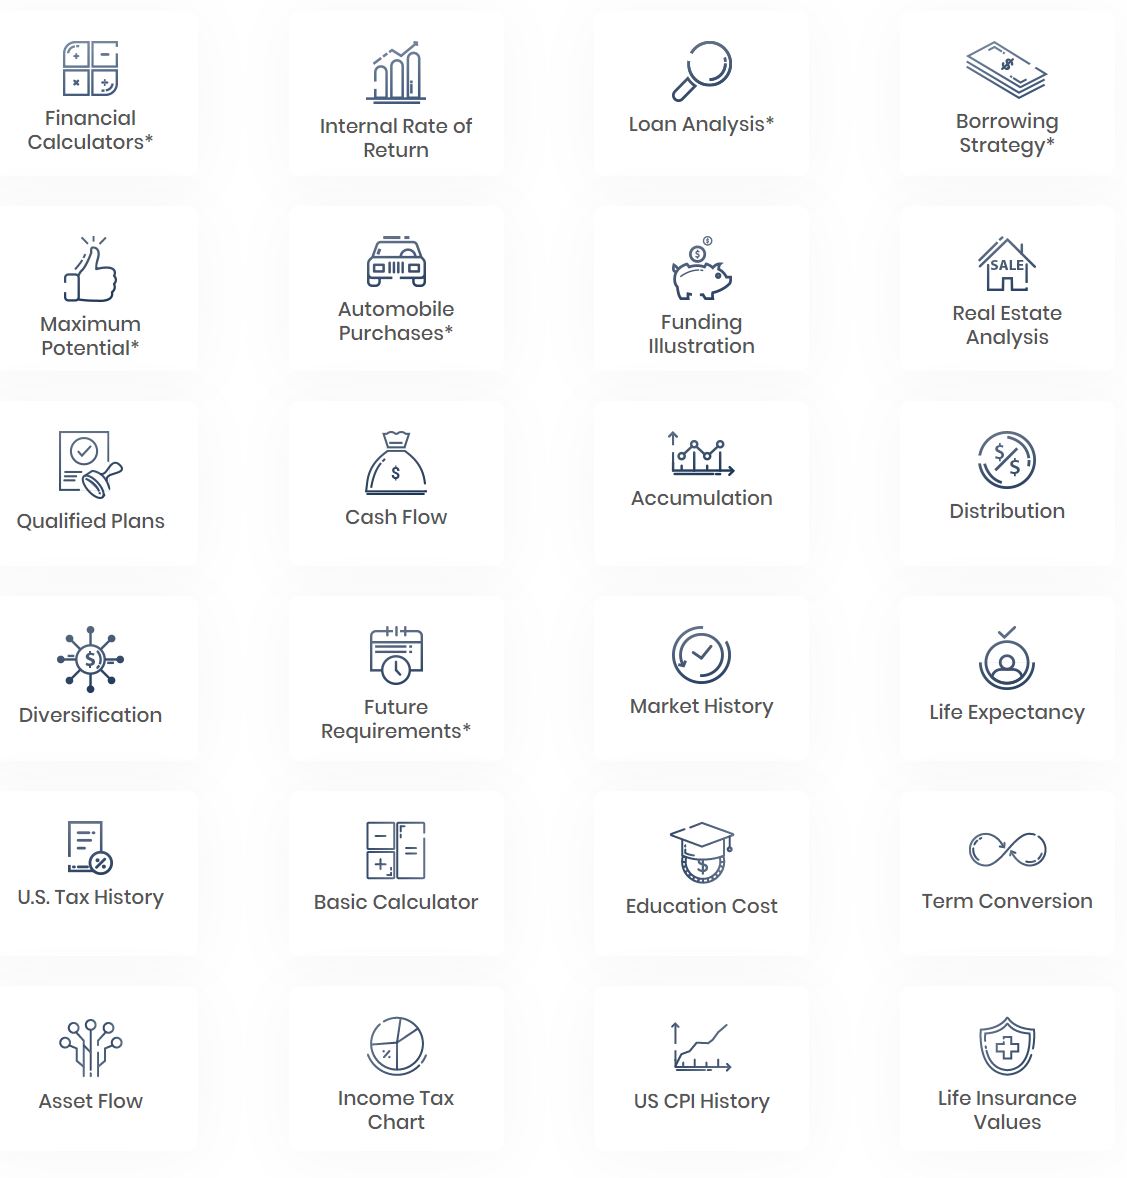 Financial
Calculators*
Internal Rate of
Return
Loan Analysis*
Borrowing
Strategy*
Maximum
Potential*
Automobile
Purchases*
Funding
Illustration
SALE
Real Estate
Analysis
Qualified Plans
$
Cash Flow
Accumulation
$ $
Distribution
$
Diversification
Future
Requirements*
Market History
Life Expectancy
%
U.S. Tax History
Basic Calculator
$
Education Cost
Term Conversion
Asset Flow
%
Income Tax
Chart
US CPI History
Life Insurance
Values